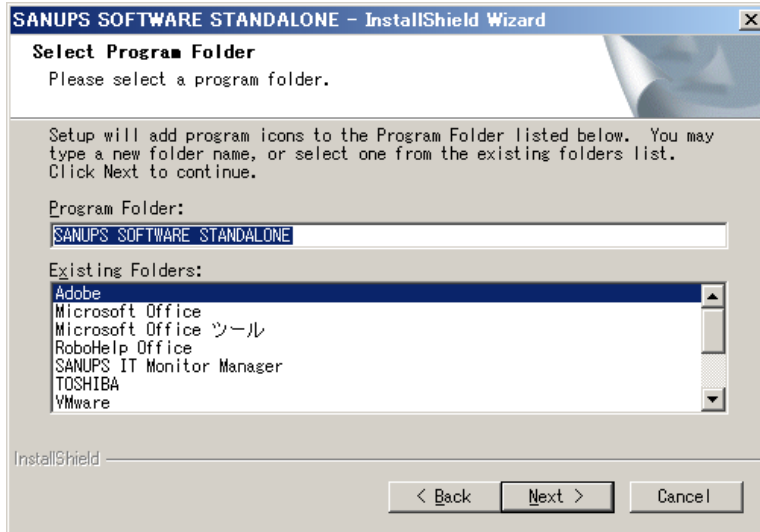 SANUPS SOFTWARE STANDALONE - InstallShield Wizard
Select Program Folder
Please select a program folder.
Setup will add program icons to the Program Folder listed below. You may
type a new folder name, or select one from the existing folders list.
Click Next to continue.
Program Folder:
SANUPS SOFTWARE STANDALONE
Existing Folders:
Adobe
Microsoft Office
Microsoft Office ツール
RoboHelp Office
SANUPS IT Monitor Manager
TOSHIBA
VMware
InstallShield
< Back
Next >
Cancel